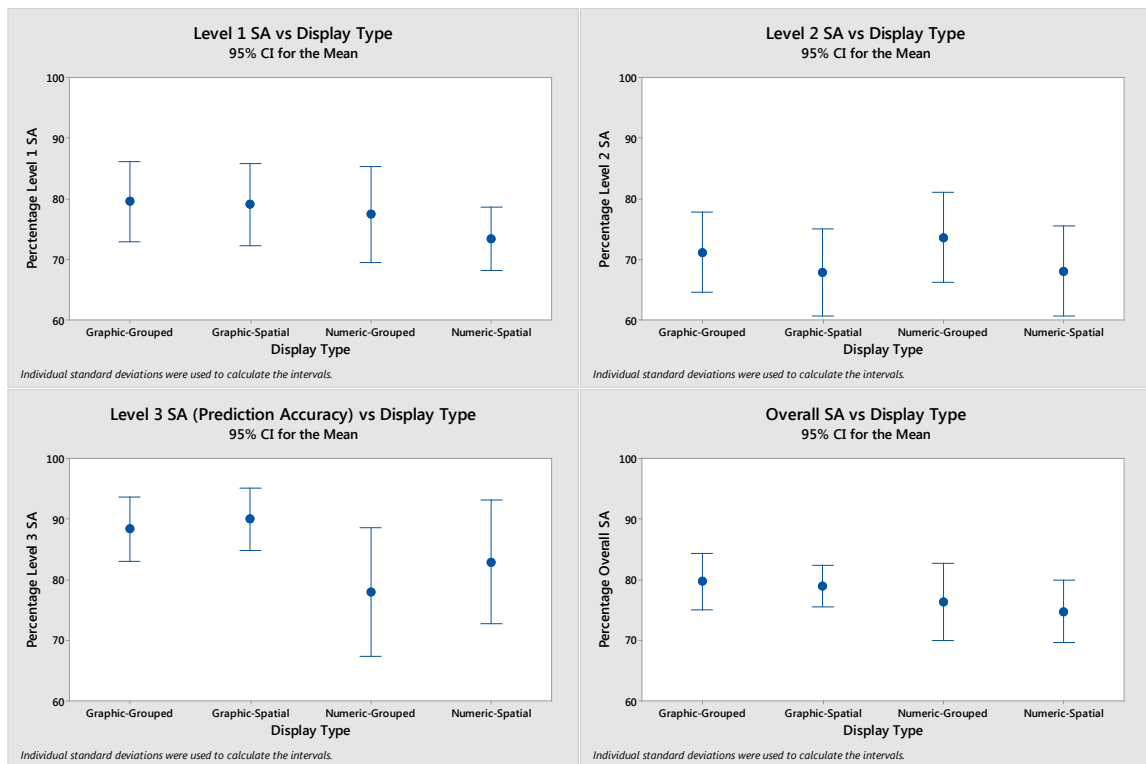 Level 1 SA vs Display Type
95% CI for the Mean
100
90
80
70
60
Perctentage Level 1 SA
Graphic-Grouped Graphic-Spatial Numeric-Grouped Numeric-Spatial
Display Type
Individual standard deviations were used to calculate the intervals.
Level 2 SA vs Display Type
95% CI for the Mean
100
90
80
70
60
Percentage Level 2 SA
Graphic-Grouped Graphic-Spatial Numeric-Grouped Numeric-Spatial
Display Type
Individual standard deviations were used to calculate the intervals.
Level 3 SA (Prediction Accuracy) vs Display Type
95% CI for the Mean
100
90
80
70
60
Percentage Level 3 SA
Graphic-Grouped Graphic-Spatial Numeric-Grouped Numeric-Spatial
Display Type
Individual standard deviations were used to calculate the intervals.
Overall SA vs Display Type
95% CI for the Mean
100
90
80
70
60
Percentage Overall SA
Graphic-Grouped Graphic-Spatial Numeric-Grouped Numeric-Spatial
Display Type
Individual standard deviations were used to calculate the intervals.